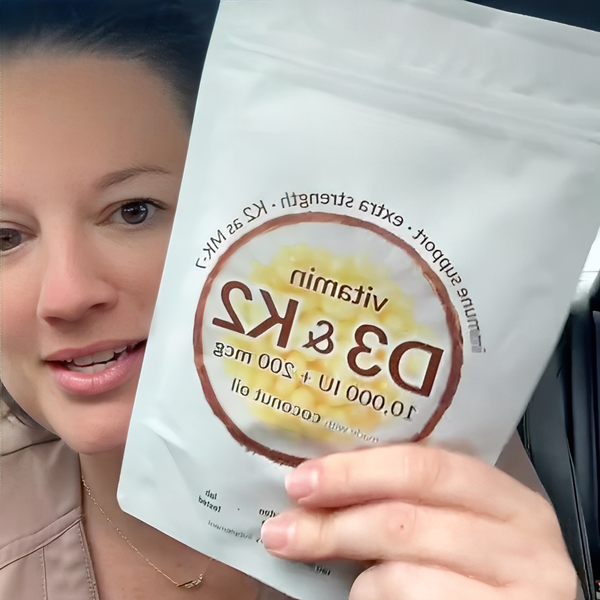 immune support · extra strength · K2 as MK-7
vitamin
D3 & K2
10,000 IU + 200 mcg
made with coconut oil
lab
tested